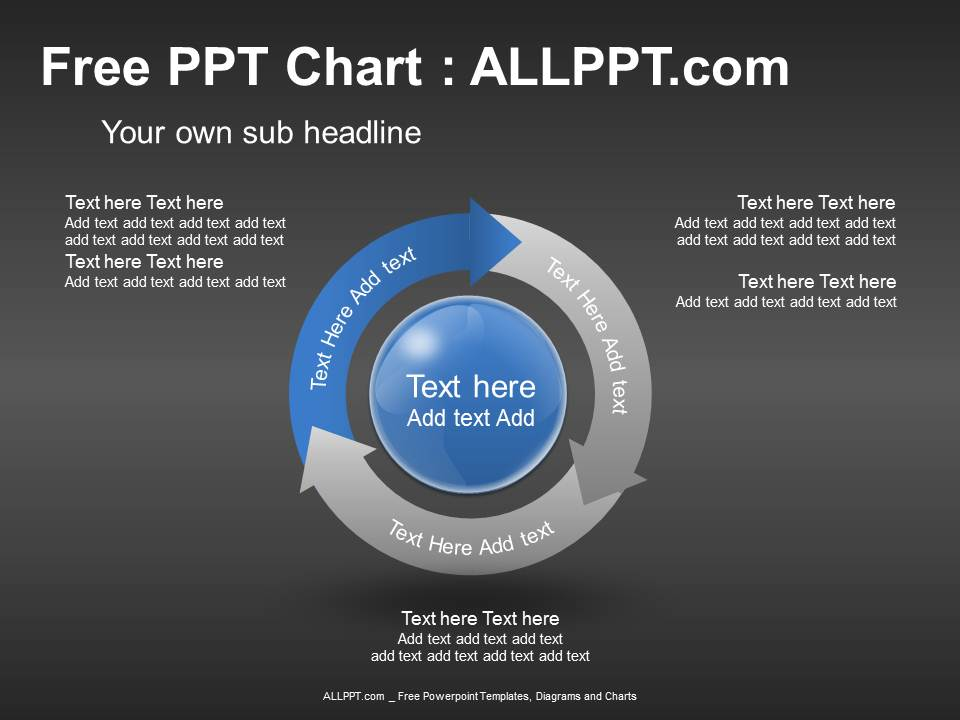 Free PPT Chart : ALLPPT.com
Your own sub headline
Text here Text here
Add text add text add text add text
add text add text add text add text
Text here Text here
Add text add text add text add text
Text here Text here
Add text add text add text add text
add text add text add text add text
Text here Text here
Add text add text add text add text
Text Here Add text
Text Here Add text
Text here
Add text Add
Text Here Add text
Text here Text here
Add text add text add text
add text add text add text add text
ALLPPT.com _ Free Powerpoint Templates, Diagrams and Charts